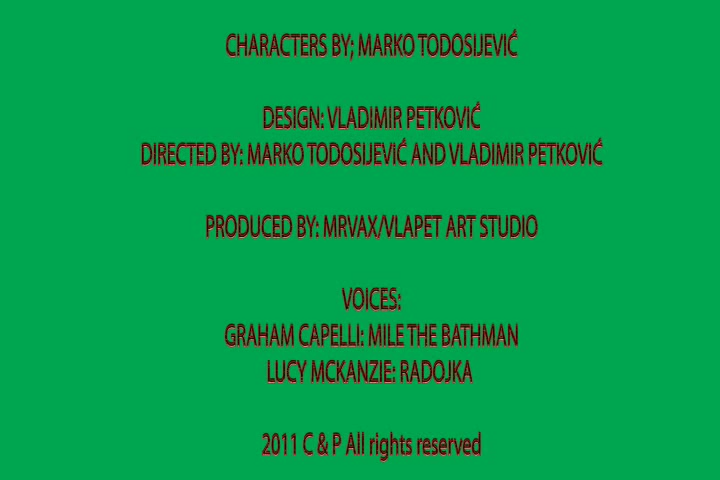 CHARACTERS BY; MARKO TODOSIJEVIĆ
DESIGN: VLADIMIR PETKOVIĆ
DIRECTED BY: MARKO TODOSIJEVIĆ AND VLADIMIR PETKOVIĆ
PRODUCED BY: MRVAX/VLAPET ART STUDIO
VOICES:
GRAHAM CAPELLI: MILE THE BATHMAN
LUCY MCKANZIE: RADOJKA
2011 C & P All rights reserved